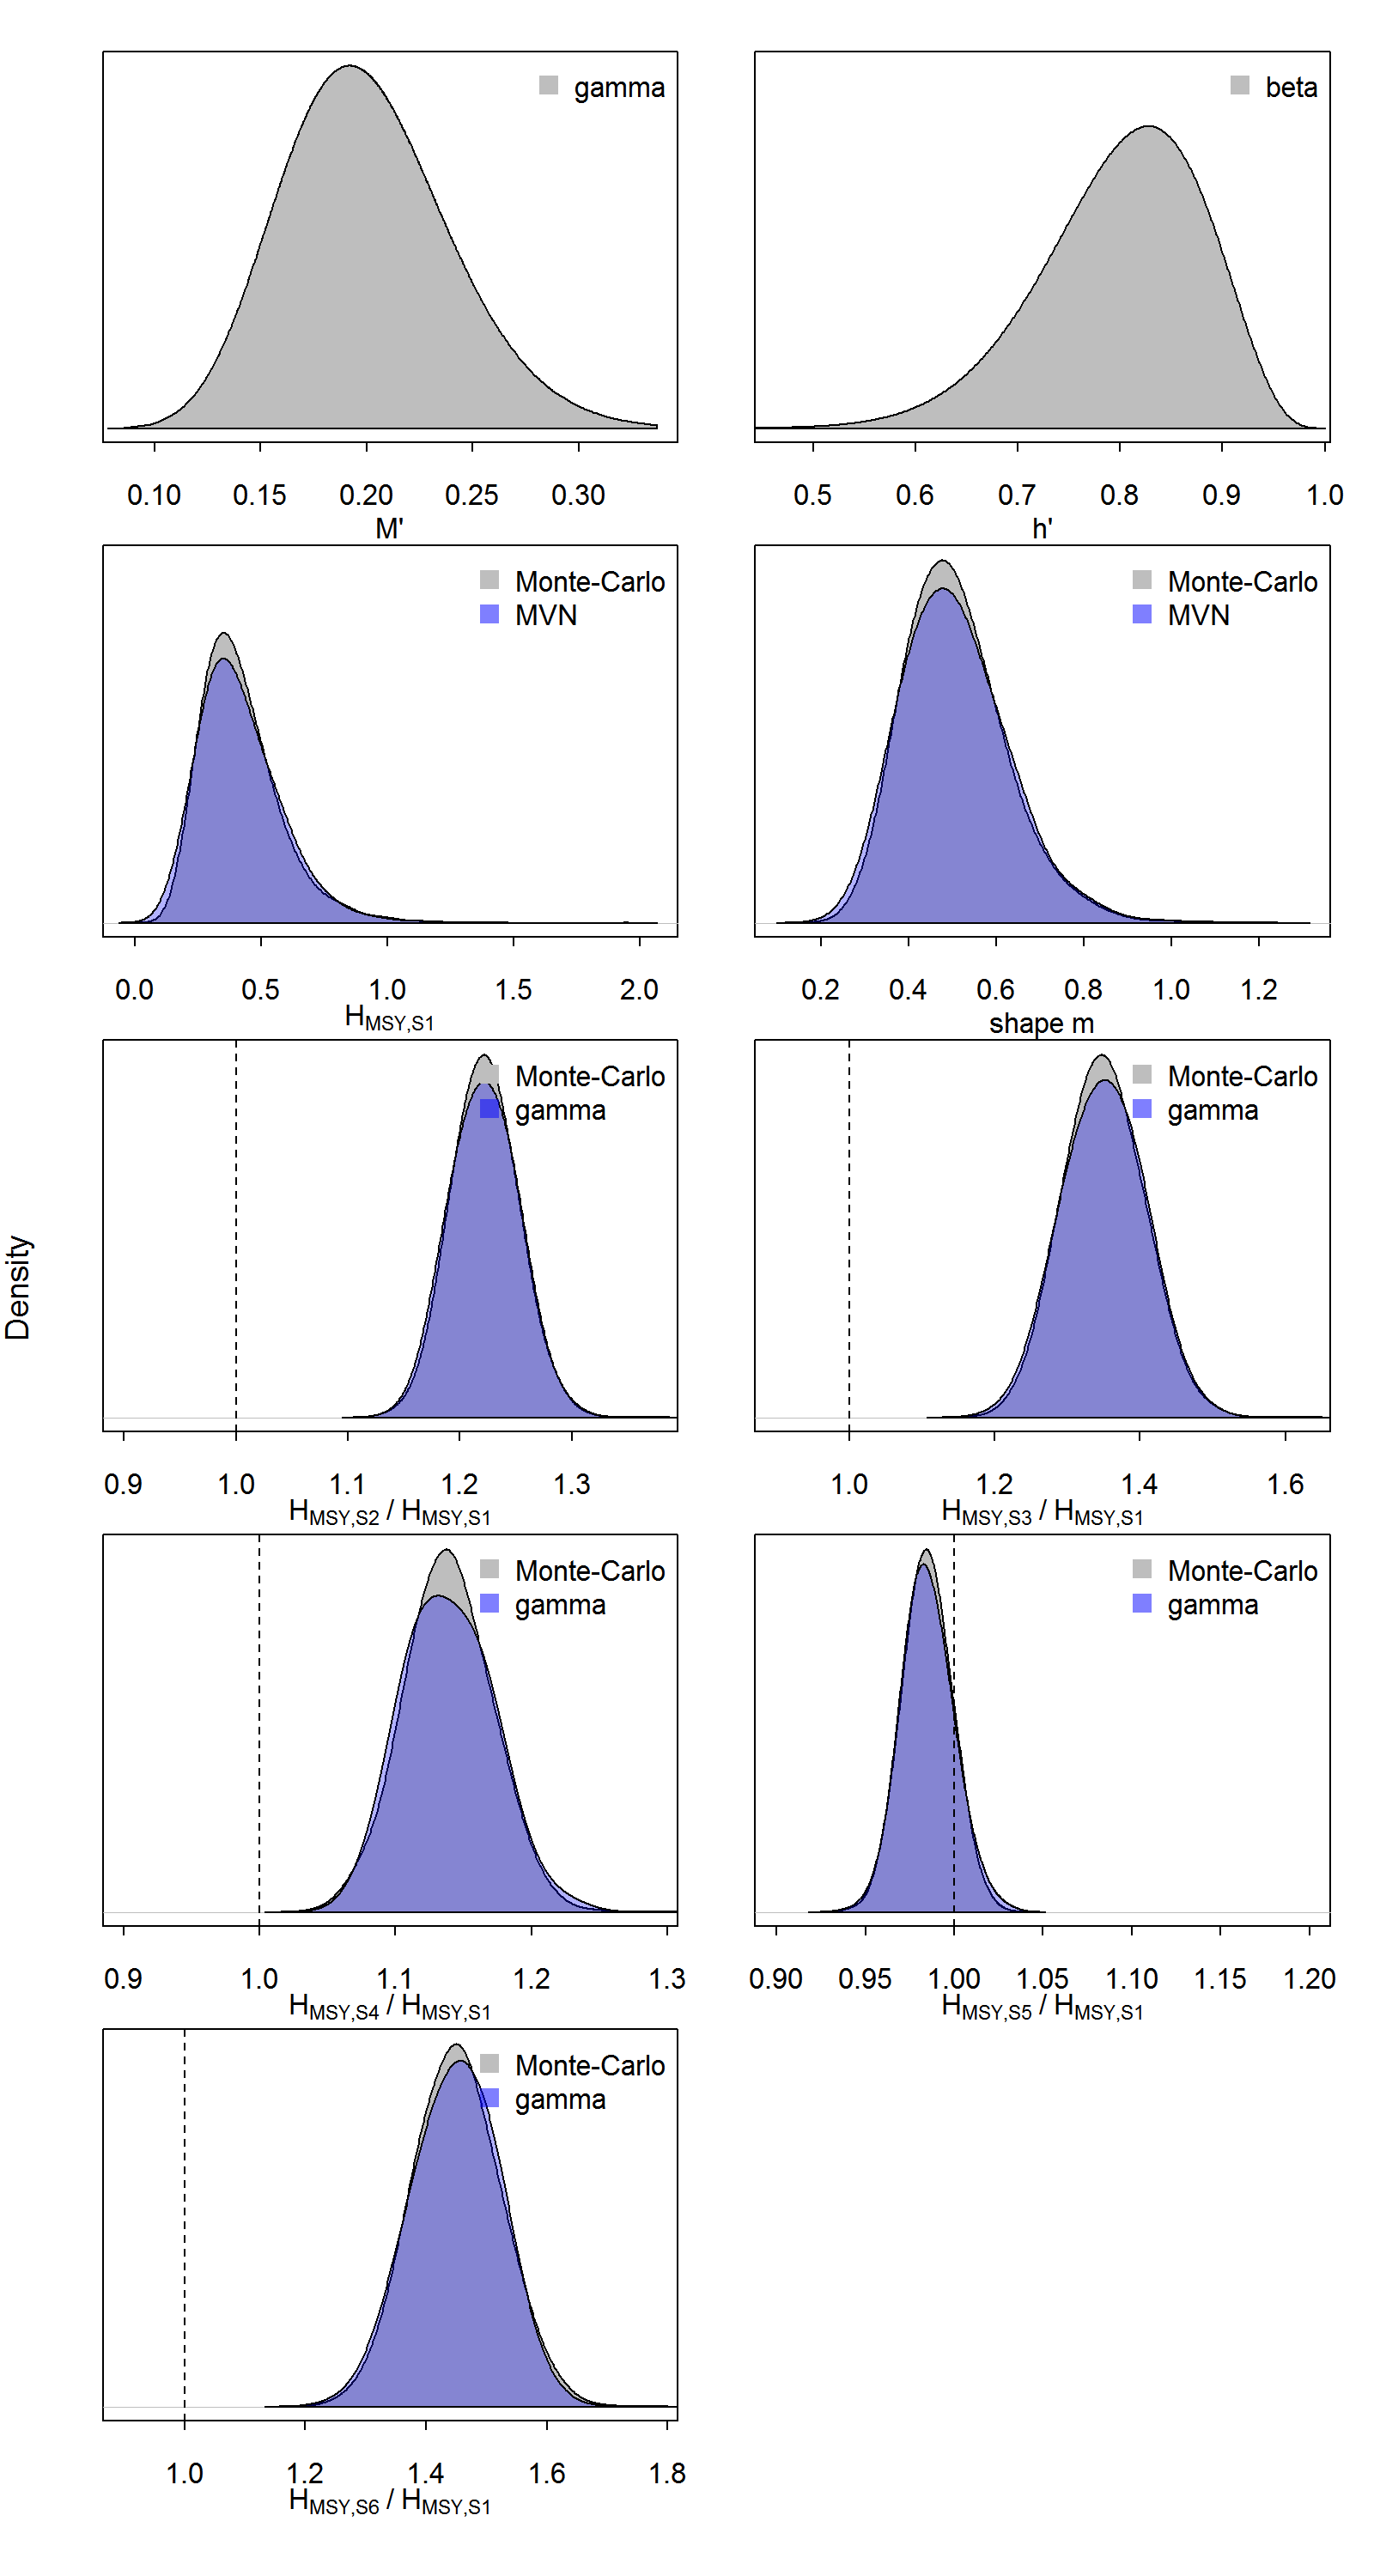 gamma
0.10 0.15 0.20 0.25 0.30
M'
beta
0.5 0.6 0.7 0.8 0.9 1.0
h'
Monte-Carlo
MVN
0.0 0.5 1.0 1.5 2.0
HMSY,S1
Monte-Carlo
MVN
0.2 0.4 0.6 0.8 1.0 1.2
shape m
Monte-Carlo
gamma
0.9 1.0 1.1 1.2 1.3
HMSY,S2 / HMSY,S1
Monte-Carlo
gamma
1.0 1.2 1.4 1.6
HMSY,S3 / HMSY,S1
Density
Monte-Carlo
gamma
0.9 1.0 1.1 1.2 1.3
HMSY,S4 / HMSY,S1
Monte-Carlo
gamma
0.90 0.95 1.00 1.05 1.10 1.15 1.20
HMSY,S5 / HMSY,S1
Monte-Carlo
gamma
1.0 1.2 1.4 1.6 1.8
HMSY,S6 / HMSY,S1